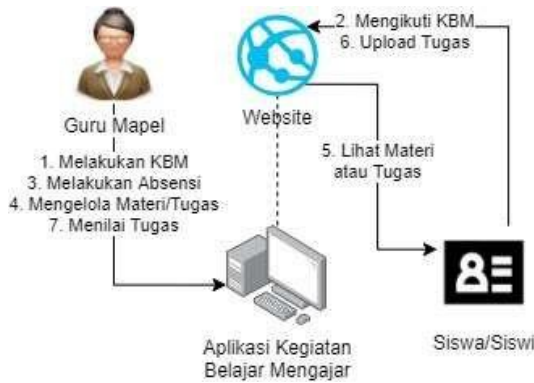 2. Mengikuti KBM
6. Upload Tugas
Guru Mapel
Website
1. Melakukan KBM
3. Melakukan Absensi
4. Mengelola Materi/Tugas
7. Menilai Tugas
5. Lihat Materi
atau Tugas
Aplikasi Kegiatan
Belajar Mengajar
Siswa/Siswi